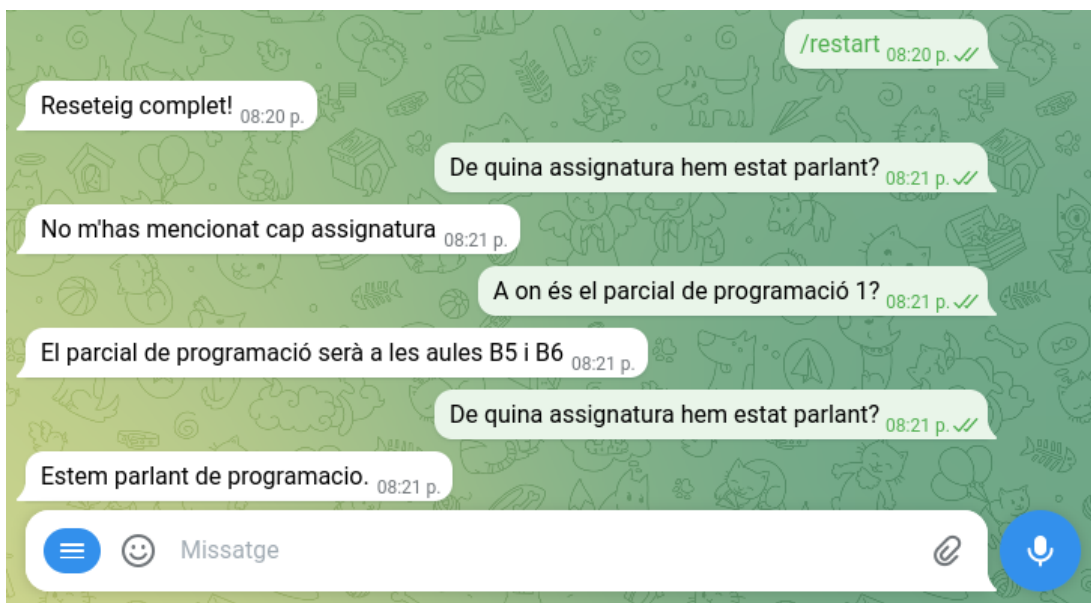 /restart 08:20 p.
Reseteig complet! 08:20 p.
De quina assignatura hem estat parlant? 08:21 p.
No m'has mencionat cap assignatura 08:21 p.
A on és el parcial de programació 1? 08:21 p.
El parcial de programació serà a les aules B5 i B6 08:21 p.
De quina assignatura hem estat parlant? 08:21 p.
Estem parlant de programacio. 08:21 p.
Missatge